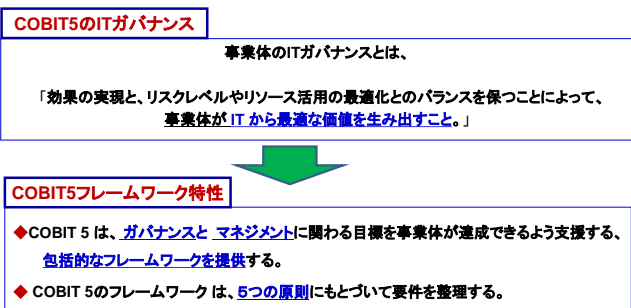 COBIT5のITガバナンス
事業体のITガバナンスとは、
「効果の実現と、リスクレベルやリソース活用の最適化とのバランスを保つことによって、
事業体が IT から最適な価値を生み出すこと。」
COBIT5フレームワーク特性
◆COBIT 5 は、ガバナンスと マネジメントに関わる目標を事業体が達成できるよう支援する、
包括的なフレームワークを提供する。
◆ COBIT 5のフレームワーク は、5つの原則にもとづいて要件を整理する。